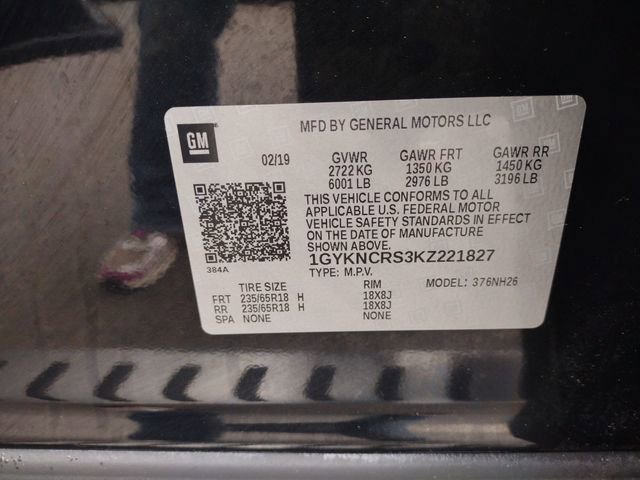 MFD BY GENERAL MOTORS LLC
GM
02/19 GVWR GAWR FRT GAWR RR
2722 KG 1350 KG 1450 KG
6001 LB 2976 LB 3196 LB
THIS VEHICLE CONFORMS TO ALL
APPLICABLE U.S. FEDERAL MOTOR
VEHICLE SAFETY STANDARDS IN EFFECT
ON THE DATE OF MANUFACTURE
SHOWN ABOVE.
1GYKNCRS3KZ221827
384A
TYPE: M.P.V. MODEL: 376NH26
TIRE SIZE RIM
FRT 235/65R18 H 18X8J
RR 235/65R18 H 18X8J
SPA NONE NONE